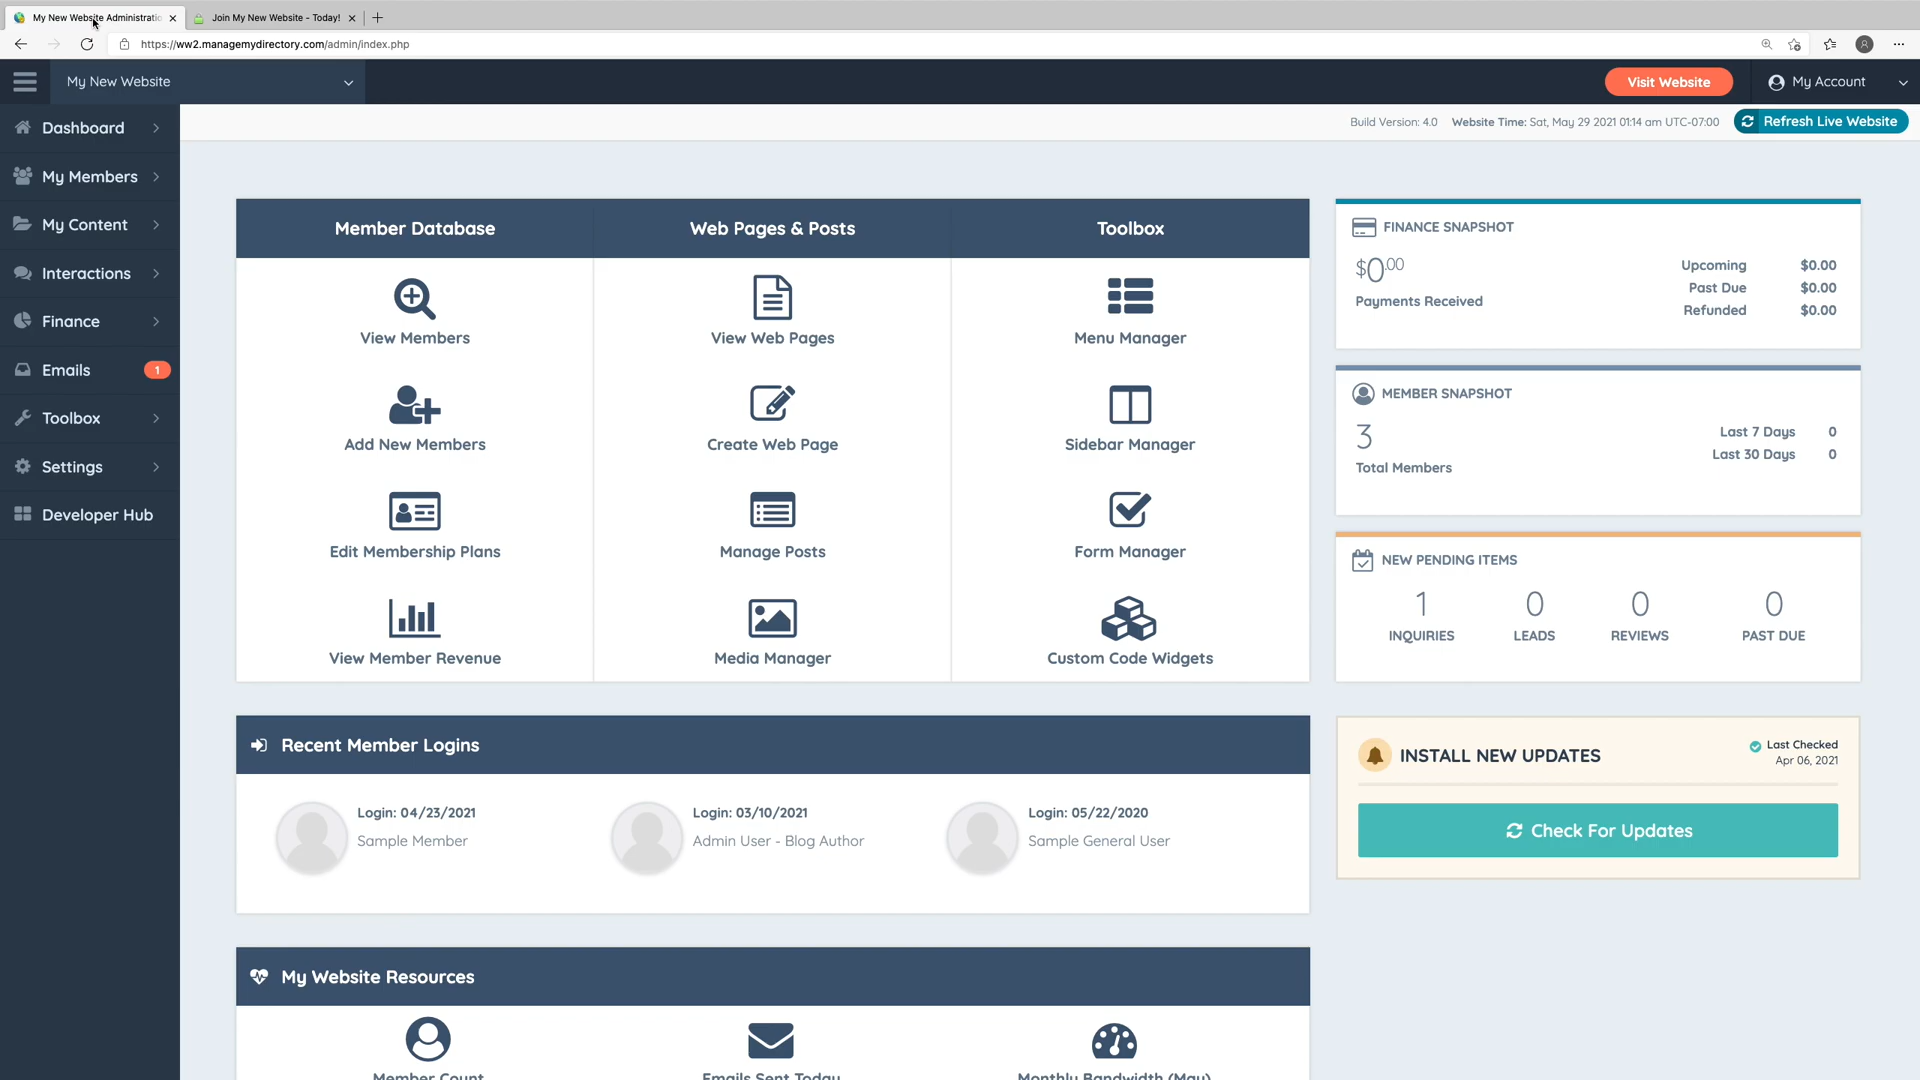 My New Website Administratio
Join My New Website - Today!
https://ww2.managemydirectory.com/admin/index.php
My New Website
Visit Website
My Account
Build Version: 4.0
Website Time: Sat, May 29 2021 01:14 am UTC-07:00
Refresh Live Website
Dashboard
My Members
My Content
Interactions
Finance
Emails
1
Toolbox
Settings
Developer Hub
Member Database
Web Pages & Posts
Toolbox
View Members
View Web Pages
Menu Manager
Add New Members
Create Web Page
Sidebar Manager
Edit Membership Plans
Manage Posts
Form Manager
View Member Revenue
Media Manager
Custom Code Widgets
FINANCE SNAPSHOT
$0.00
Payments Received
Upcoming $0.00
Past Due $0.00
Refunded $0.00
MEMBER SNAPSHOT
3
Total Members
Last 7 Days 0
Last 30 Days 0
NEW PENDING ITEMS
1 0 0 0
INQUIRIES LEADS REVIEWS PAST DUE
Recent Member Logins
Login: 04/23/2021
Sample Member
Login: 03/10/2021
Admin User - Blog Author
Login: 05/22/2020
Sample General User
INSTALL NEW UPDATES
Last Checked
Apr 06, 2021
Check For Updates
My Website Resources
Member Count
Emails Sent Today
Monthly Bandwidth (May)